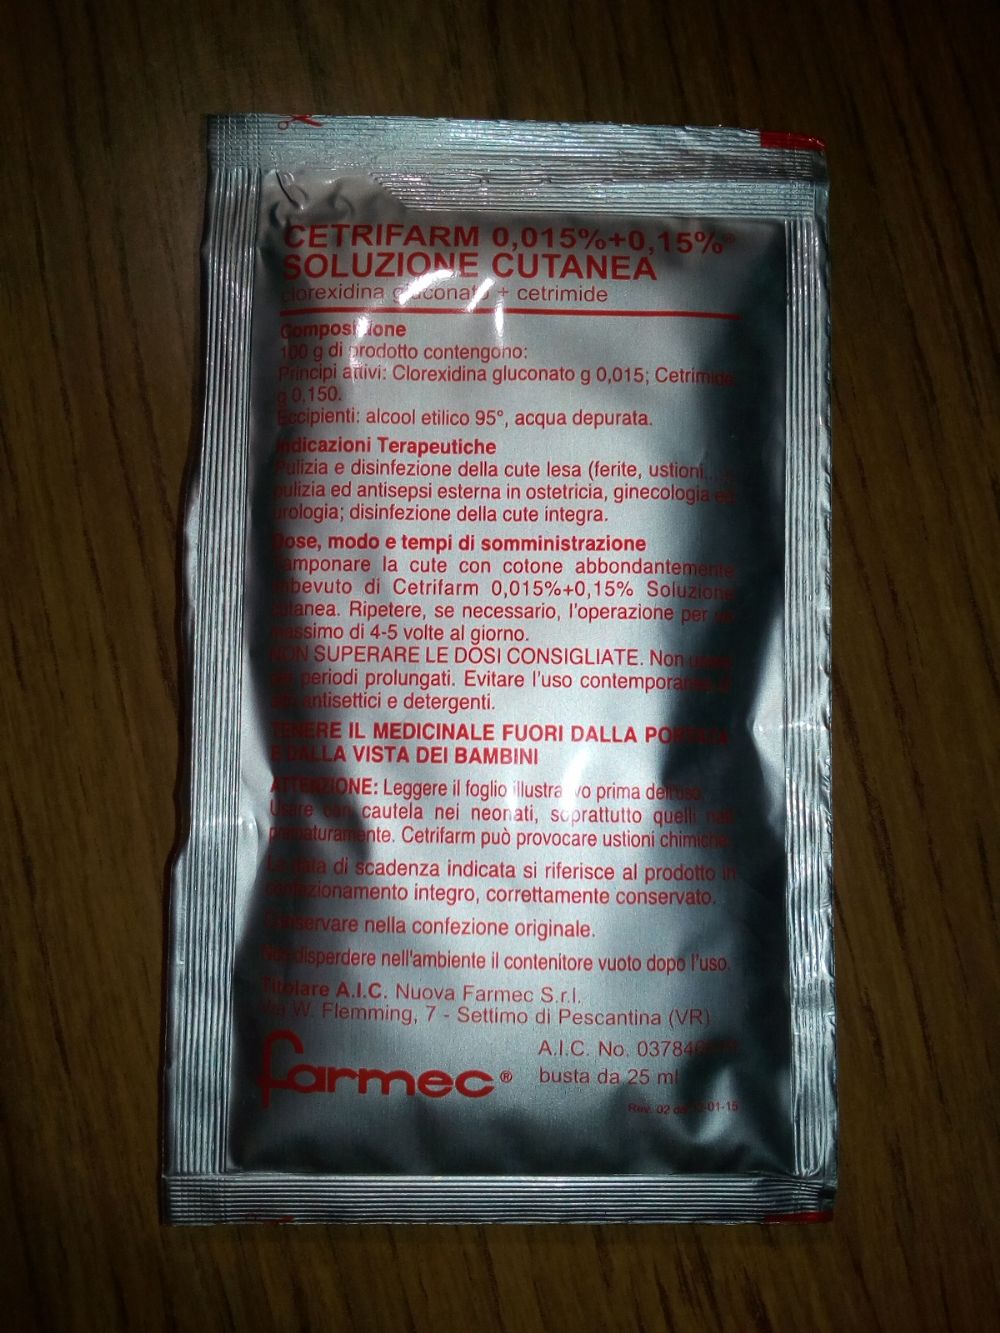 CETRIFARM 0,015%+0,15%®
SOLUZIONE CUTANEA
clorexidina gluconato + cetrimide
Composizione
100 g di prodotto contengono:
Principi attivi: Clorexidina gluconato g 0,015; Cetrimide
g 0,150.
Eccipienti: alcool etilico 95°, acqua depurata.
Indicazioni Terapeutiche
Pulizia e disinfezione della cute lesa (ferite, ustioni...),
pulizia ed antisepsi esterna in ostetricia, ginecologia ed
urologia; disinfezione della cute integra.
Dose, modo e tempi di somministrazione
Tamponare la cute con cotone abbondantemente
imbevuto di Cetrifarm 0,015%+0,15% Soluzione
cutanea. Ripetere, se necessario, l'operazione per un
massimo di 4-5 volte al giorno.
NON SUPERARE LE DOSI CONSIGLIATE. Non usare
per periodi prolungati. Evitare l'uso contemporaneo di
altri antisettici e detergenti.
TENERE IL MEDICINALE FUORI DALLA PORTATA
E DALLA VISTA DEI BAMBINI
ATTENZIONE: Leggere il foglio illustrativo prima dell'uso.
Usare con cautela nei neonati, soprattutto quelli nati
prematuramente. Cetrifarm può provocare ustioni chimiche.
La data di scadenza indicata si riferisce al prodotto in
confezionamento integro, correttamente conservato.
Conservare nella confezione originale.
Non disperdere nell'ambiente il contenitore vuoto dopo l'uso.
Titolare A.I.C. Nuova Farmec S.r.l.
Via W. Flemming, 7 - Settimo di Pescantina (VR)
A.I.C. No.
farmec® busta da 25 ml
Rev. 02